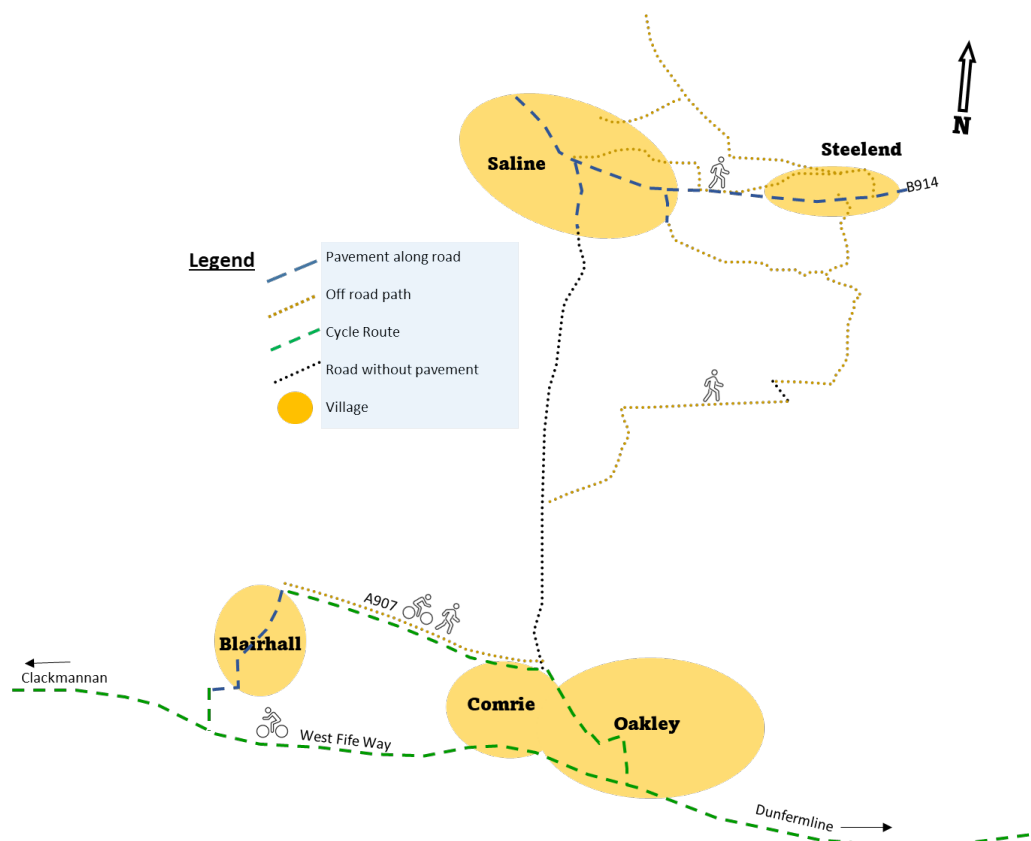 N
Steelend
Saline
B914
Legend
Pavement along road
Off road path
Cycle Route
Road without pavement
Village
A907
Blairhall
Clackmannan
Comrie
Oakley
West Fife Way
Dunfermline